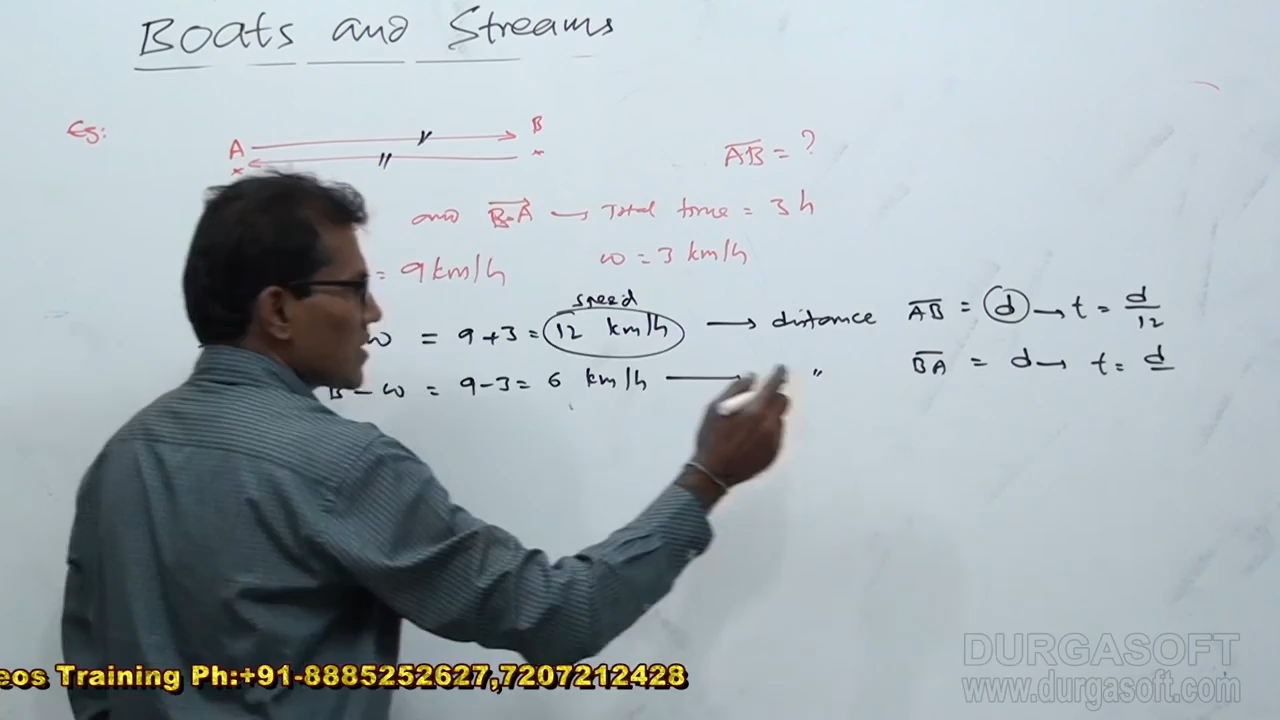 Boats and Streams
Eg:
A B
AB = ?
and B-A → Total time = 3 h
= 9 km/h w = 3 km/h
speed
w = 9+3 = 12 km/h → distance AB = d → t = d/12
B - w = 9-3 = 6 km/h → " BA = d → t = d
DURGASOFT
www.durgasoft.com
eos Training Ph:+91-8885252627,7207212428